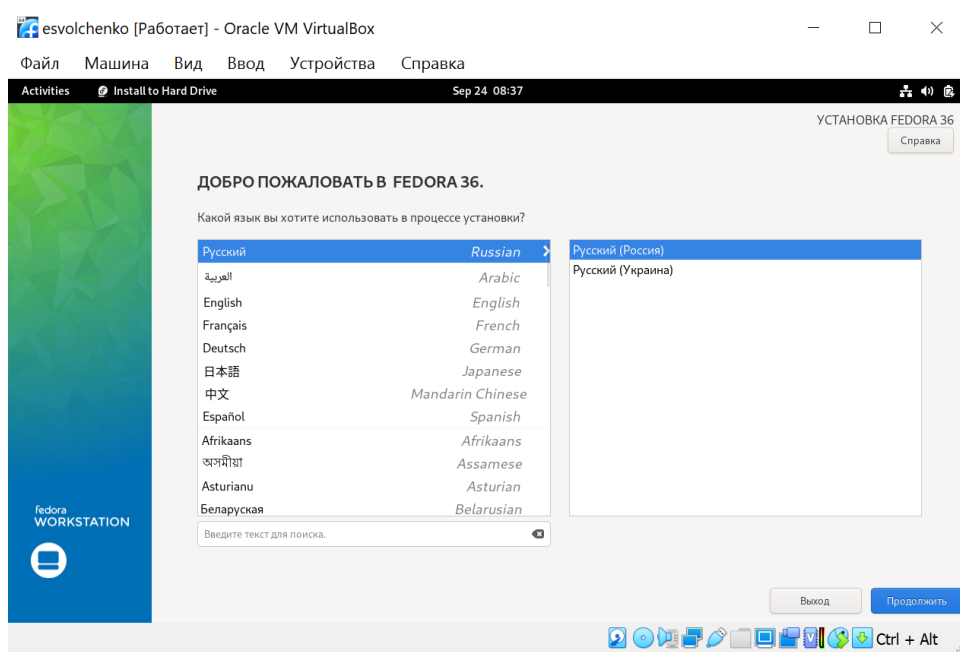 esvolchenko [Работает] - Oracle VM VirtualBox
Файл Машина Вид Ввод Устройства Справка
Activities Install to Hard Drive Sep 24 08:37
УСТАНОВКА FEDORA 36
Справка
ДОБРО ПОЖАЛОВАТЬ В FEDORA 36.
Какой язык вы хотите использовать в процессе установки?
Русский Russian
العربية Arabic
English English
Français French
Deutsch German
日本語 Japanese
中文 Mandarin Chinese
Español Spanish
Afrikaans Afrikaans
অসমীয়া Assamese
Asturianu Asturian
Беларуская Belarusian
Русский (Россия)
Русский (Украина)
Введите текст для поиска.
fedora
WORKSTATION
Выход Продолжить
Ctrl + Alt